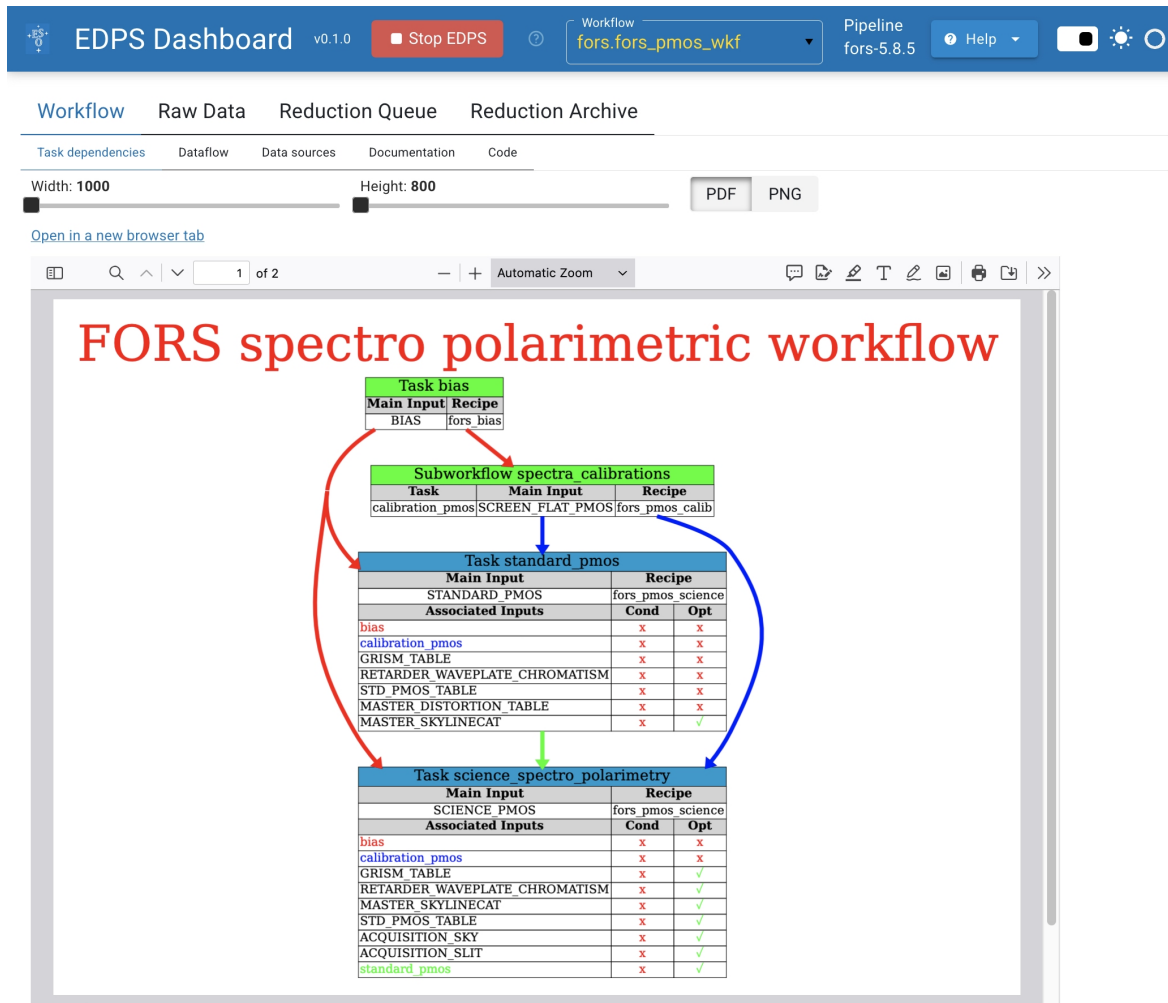 EDPS Dashboard v0.1.0 Stop EDPS Workflow fors.fors_pmos_wkf Pipeline fors-5.8.5 Help
Workflow Raw Data Reduction Queue Reduction Archive
Task dependencies Dataflow Data sources Documentation Code
Width: 1000 Height: 800 PDF PNG
Open in a new browser tab
1 of 2 Automatic Zoom
FORS spectro polarimetric workflow
Task bias
Main Input Recipe
BIAS fors_bias
Subworkflow spectra_calibrations
Task Main Input Recipe
calibration_pmos SCREEN_FLAT_PMOS fors_pmos_calib
Task standard_pmos
Main Input Recipe
STANDARD_PMOS fors_pmos_science
Associated Inputs Cond Opt
bias x x
calibration_pmos x x
GRISM_TABLE x x
RETARDER_WAVEPLATE_CHROMATISM x x
STD_PMOS_TABLE x x
MASTER_DISTORTION_TABLE x x
MASTER_SKYLINECAT x √
Task science_spectro_polarimetry
Main Input Recipe
SCIENCE_PMOS fors_pmos_science
Associated Inputs Cond Opt
bias x x
calibration_pmos x x
GRISM_TABLE x √
RETARDER_WAVEPLATE_CHROMATISM x √
MASTER_SKYLINECAT x √
STD_PMOS_TABLE x √
ACQUISITION_SKY x √
ACQUISITION_SLIT x √
standard_pmos x √